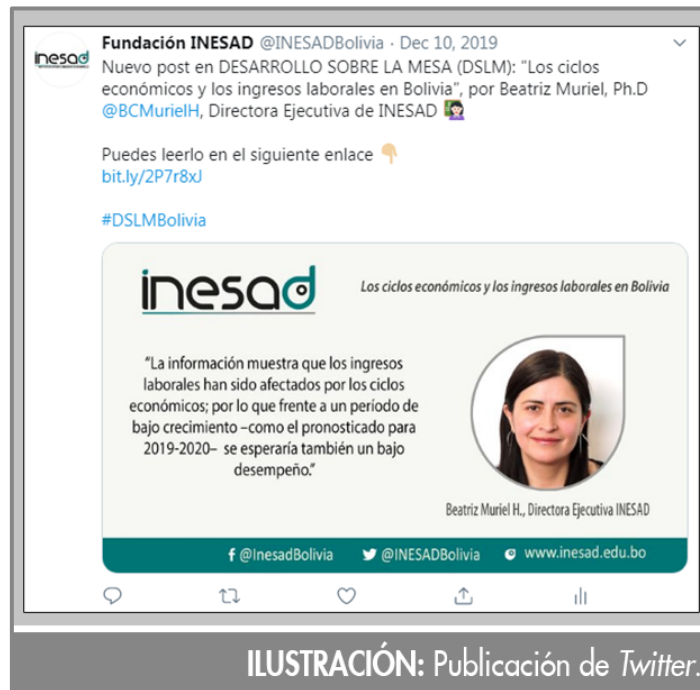 Fundación INESAD @INESADBolivia · Dec 10, 2019
Nuevo post en DESARROLLO SOBRE LA MESA (DSLM): "Los ciclos
económicos y los ingresos laborales en Bolivia", por Beatriz Muriel, Ph.D
@BCMurielH, Directora Ejecutiva de INESAD
Puedes leerlo en el siguiente enlace
bit.ly/2P7r8xJ
#DSLMBolivia
inesad
Los ciclos económicos y los ingresos laborales en Bolivia
"La información muestra que los ingresos
laborales han sido afectados por los ciclos
económicos; por lo que frente a un período de
bajo crecimiento –como el pronosticado para
2019-2020– se esperaría también un bajo
desempeño."
Beatriz Muriel H., Directora Ejecutiva INESAD
@InesadBolivia @INESADBolivia www.inesad.edu.bo
ILUSTRACIÓN: Publicación de Twitter.